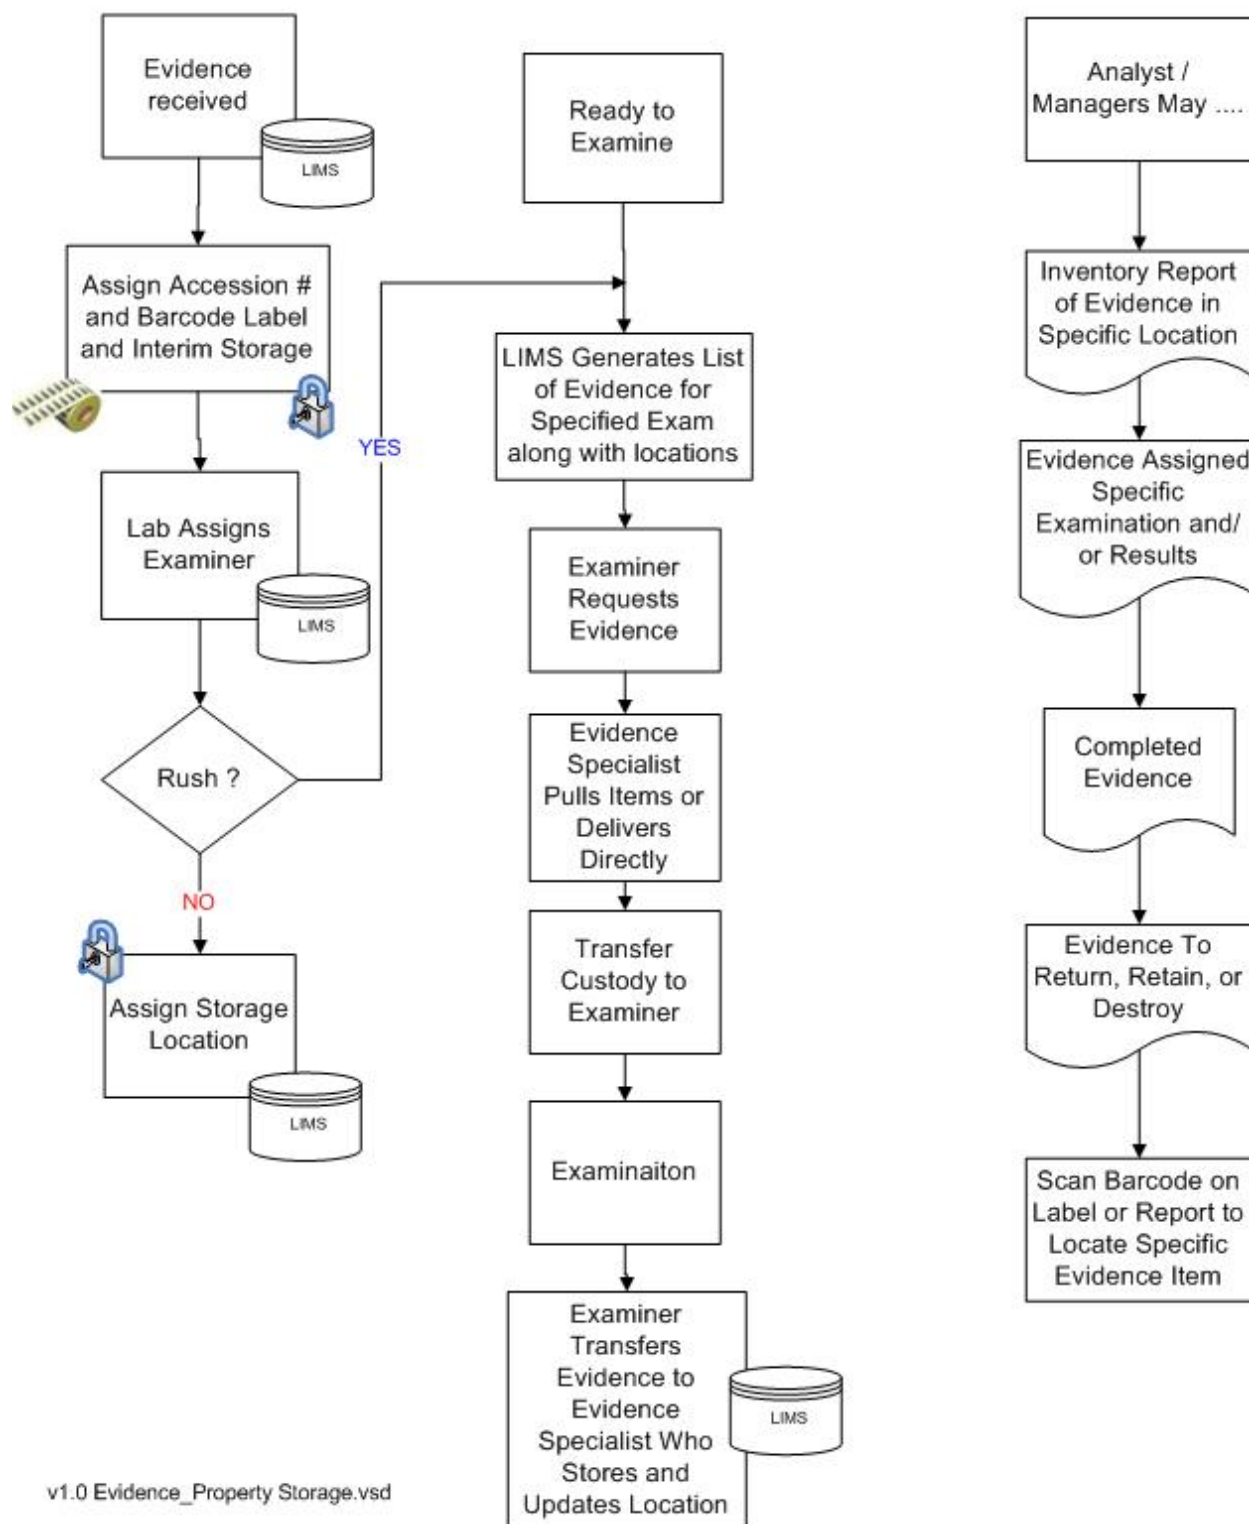 Evidence
received
LIMS
Assign Accession #
and Barcode Label
and Interim Storage
Lab Assigns
Examiner
LIMS
Rush ?
YES
NO
Assign Storage
Location
LIMS
v1.0 Evidence_Property Storage.vsd
Ready to
Examine
LIMS Generates List
of Evidence for
Specified Exam
along with locations
Examiner
Requests
Evidence
Evidence
Specialist
Pulls Items or
Delivers
Directly
Transfer
Custody to
Examiner
Examinaiton
Examiner
Transfers
Evidence to
Evidence
Specialist Who
Stores and
Updates Location
LIMS
Analyst /
Managers May ....
Inventory Report
of Evidence in
Specific Location
Evidence Assigned
Specific
Examination and/
or Results
Completed
Evidence
Evidence To
Return, Retain, or
Destroy
Scan Barcode on
Label or Report to
Locate Specific
Evidence Item